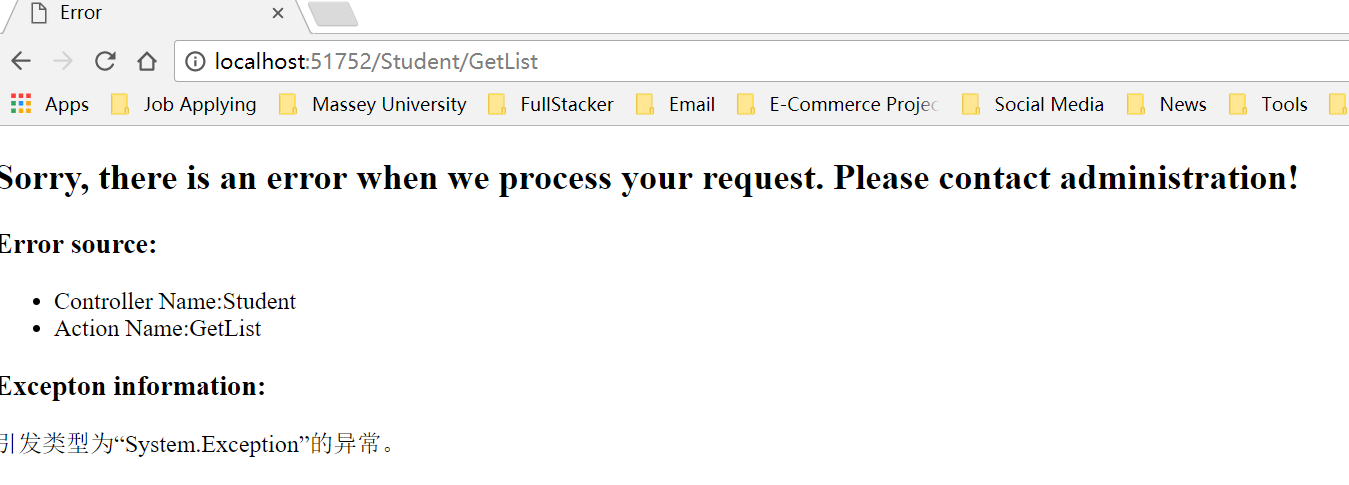 Error
localhost:51752/Student/GetList
Apps Job Applying Massey University FullStacker Email E-Commerce Projec Social Media News Tools
Sorry, there is an error when we process your request. Please contact administration!
Error source:
• Controller Name:Student
• Action Name:GetList
Excepton information:
引发类型为“System.Exception”的异常。